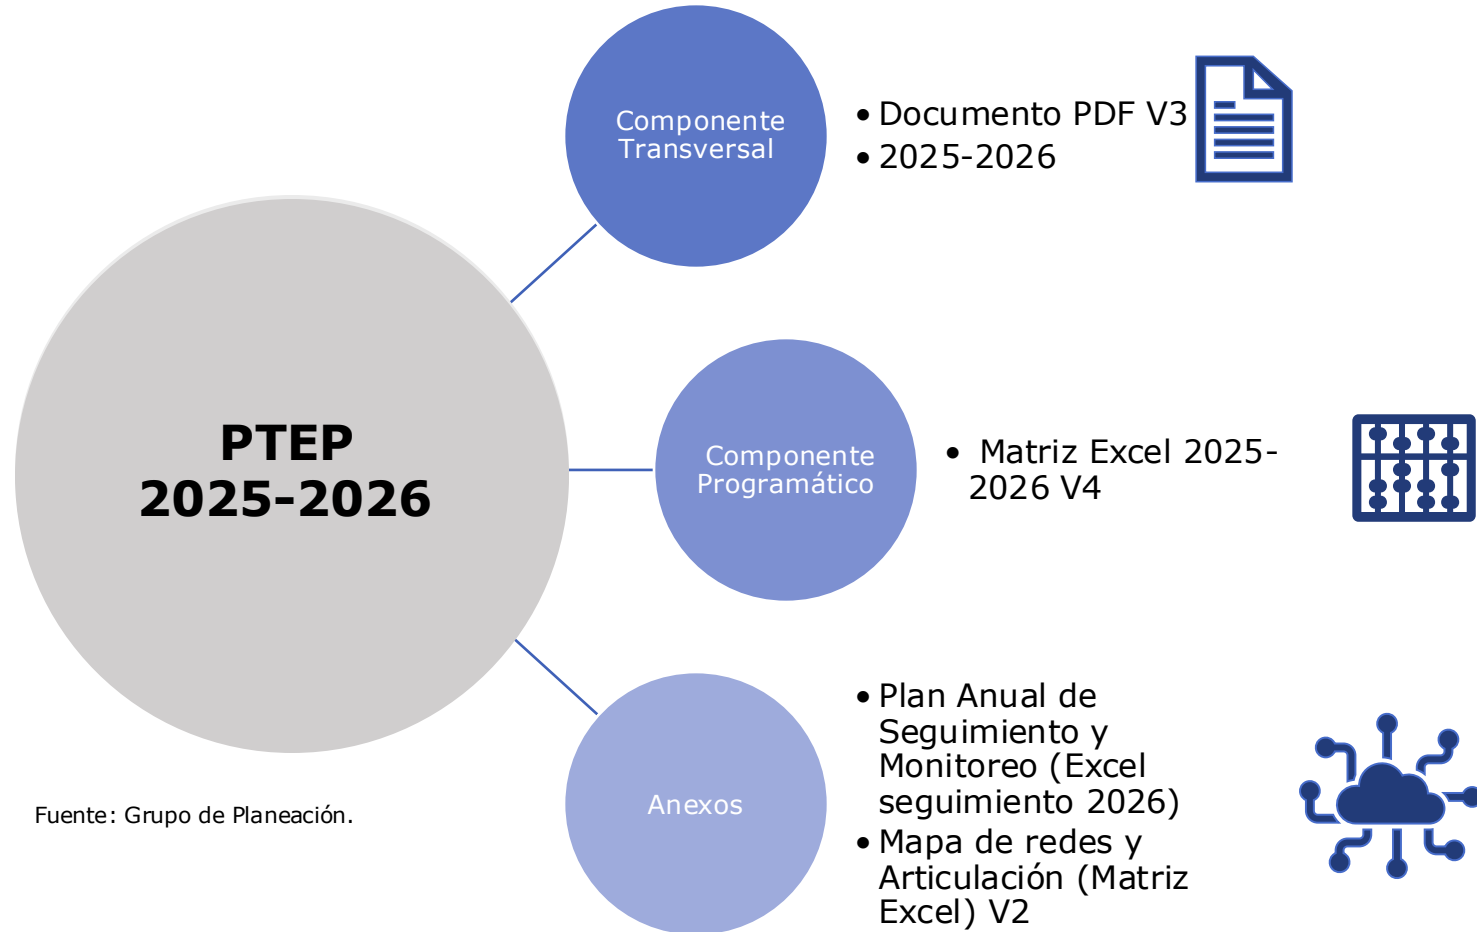 PTEP
2025-2026
Componente
Transversal
• Documento PDF V3
• 2025-2026
Componente
Programático
• Matriz Excel 2025-
2026 V4
Anexos
• Plan Anual de
Seguimiento y
Monitoreo (Excel
seguimiento 2026)
• Mapa de redes y
Articulación (Matriz
Excel) V2
Fuente: Grupo de Planeación.